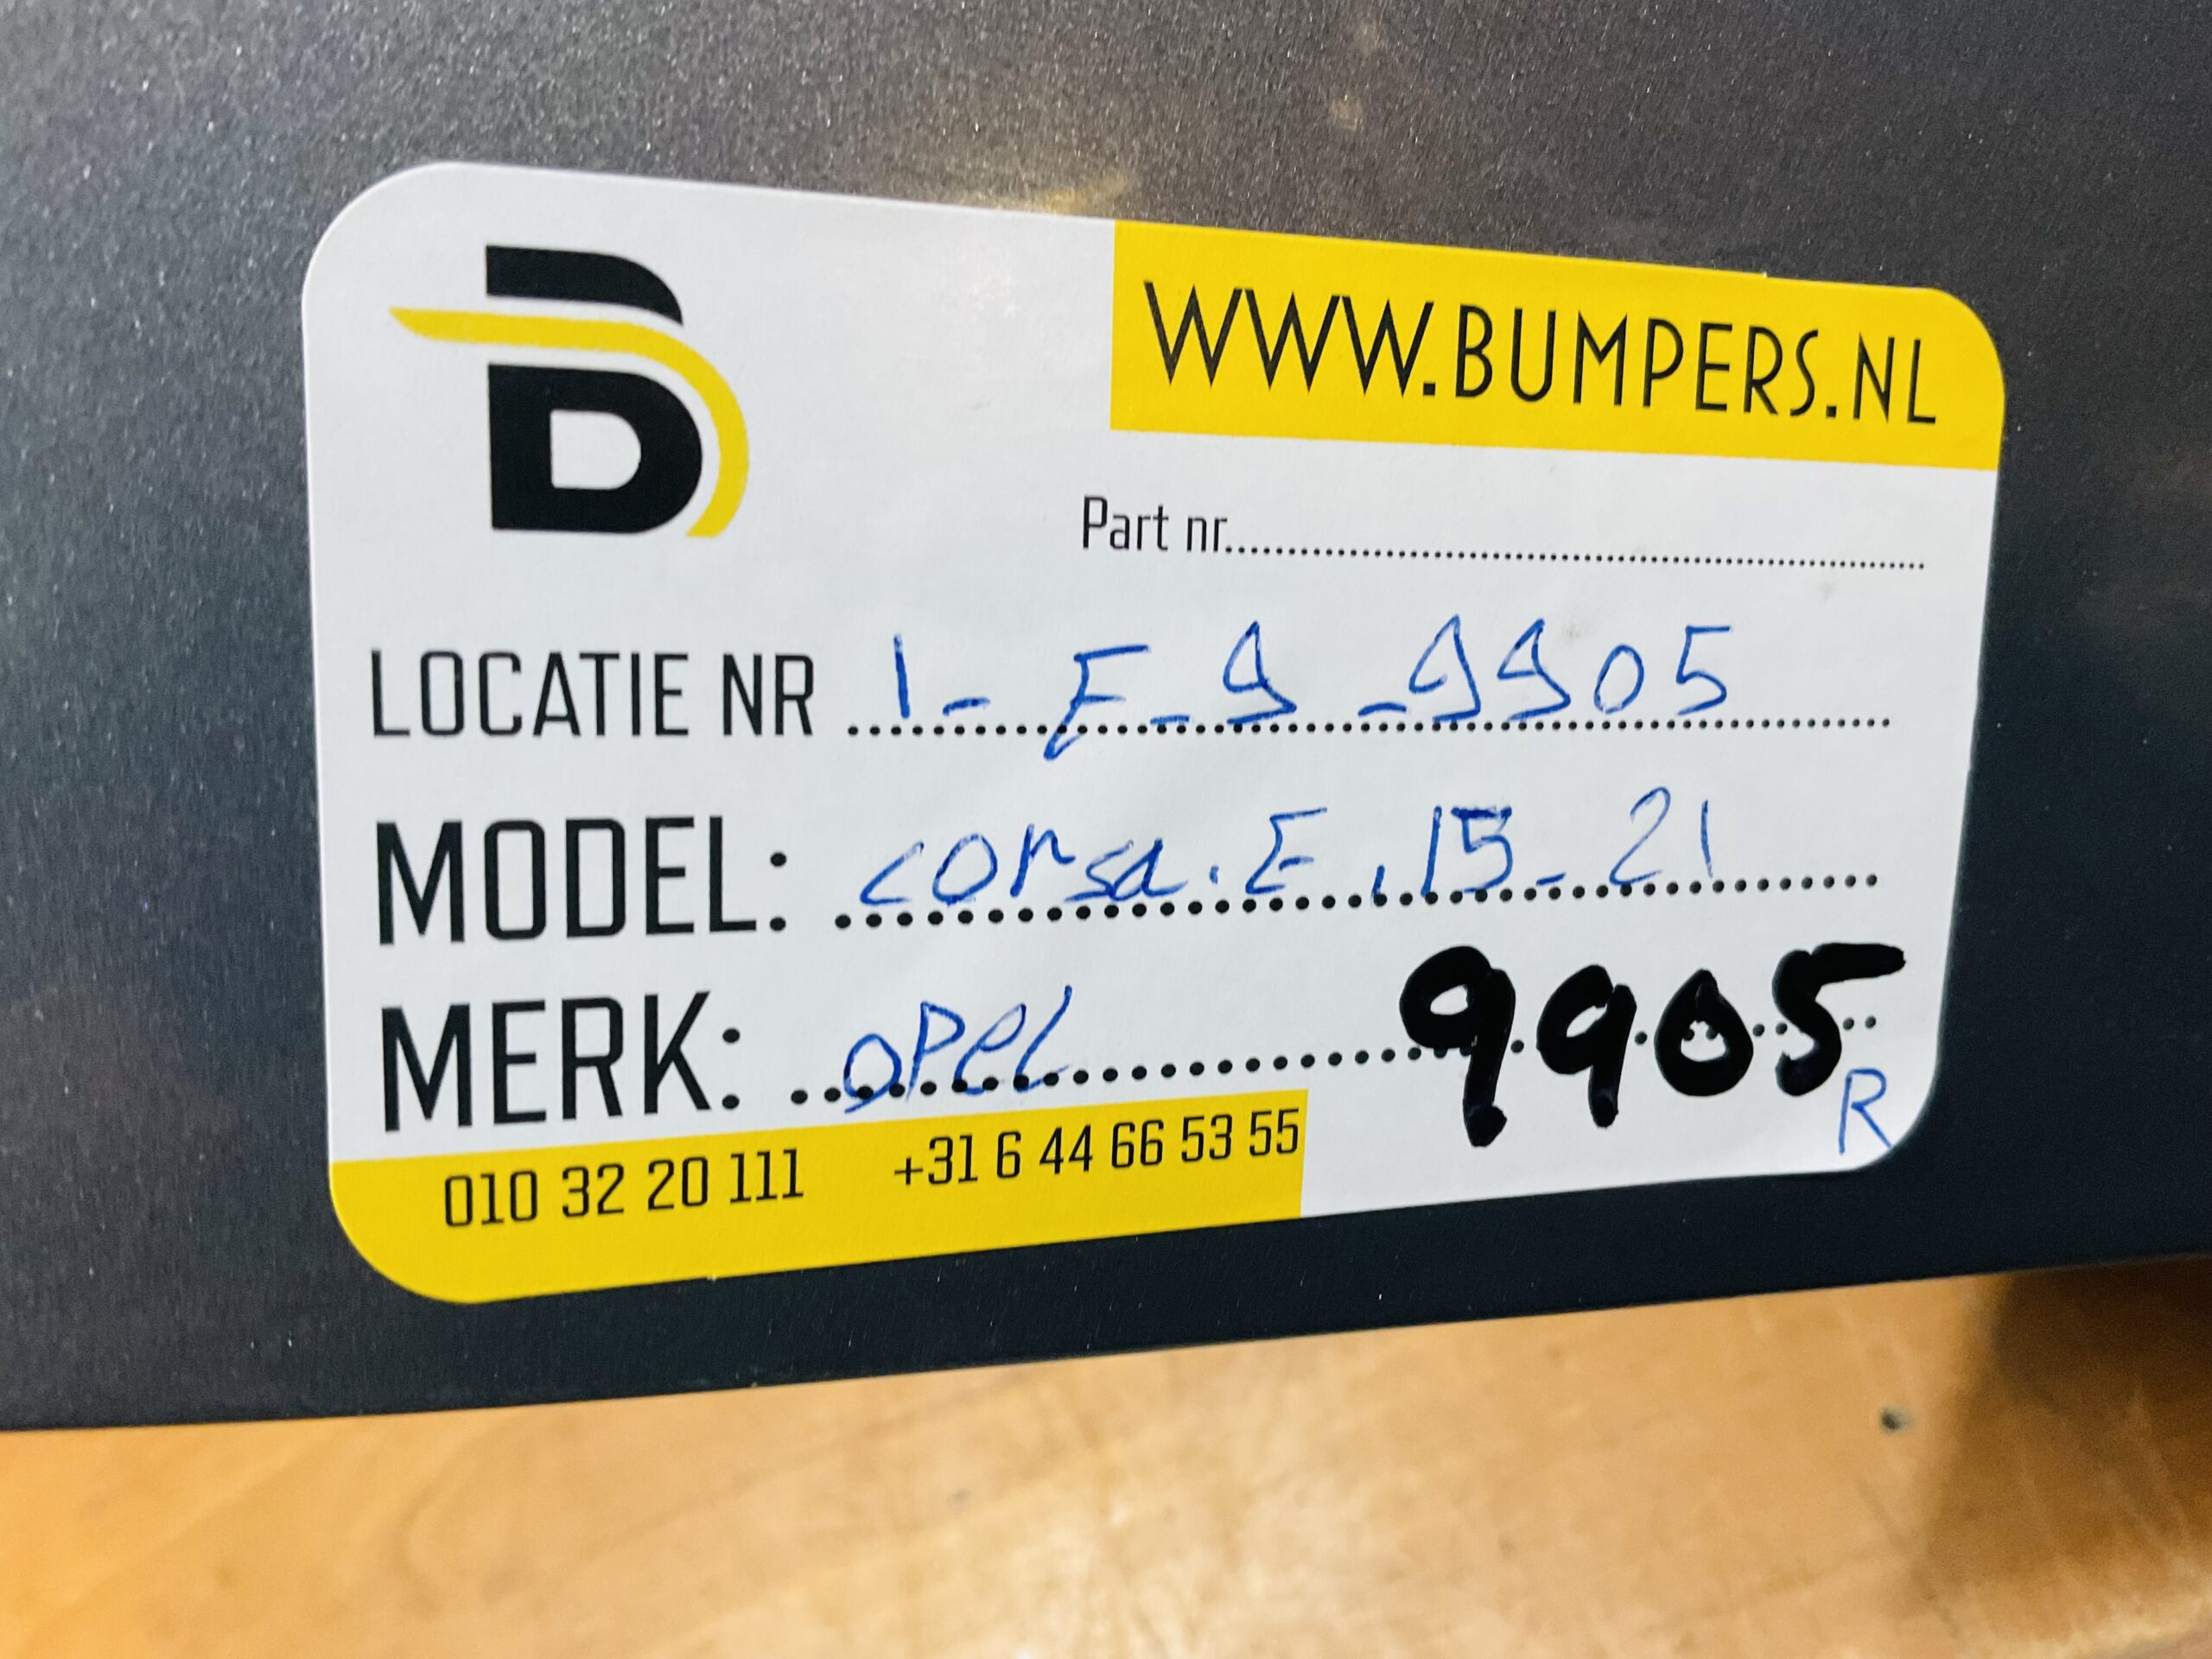 B
WWW.BUMPERS.NL
Part nr.
LOCATIE NR 1 - F - 9 - 9905
MODEL: corsa. E, 15 - 21
MERK: opel 9905
R
010 32 20 111 +31 6 44 66 53 55